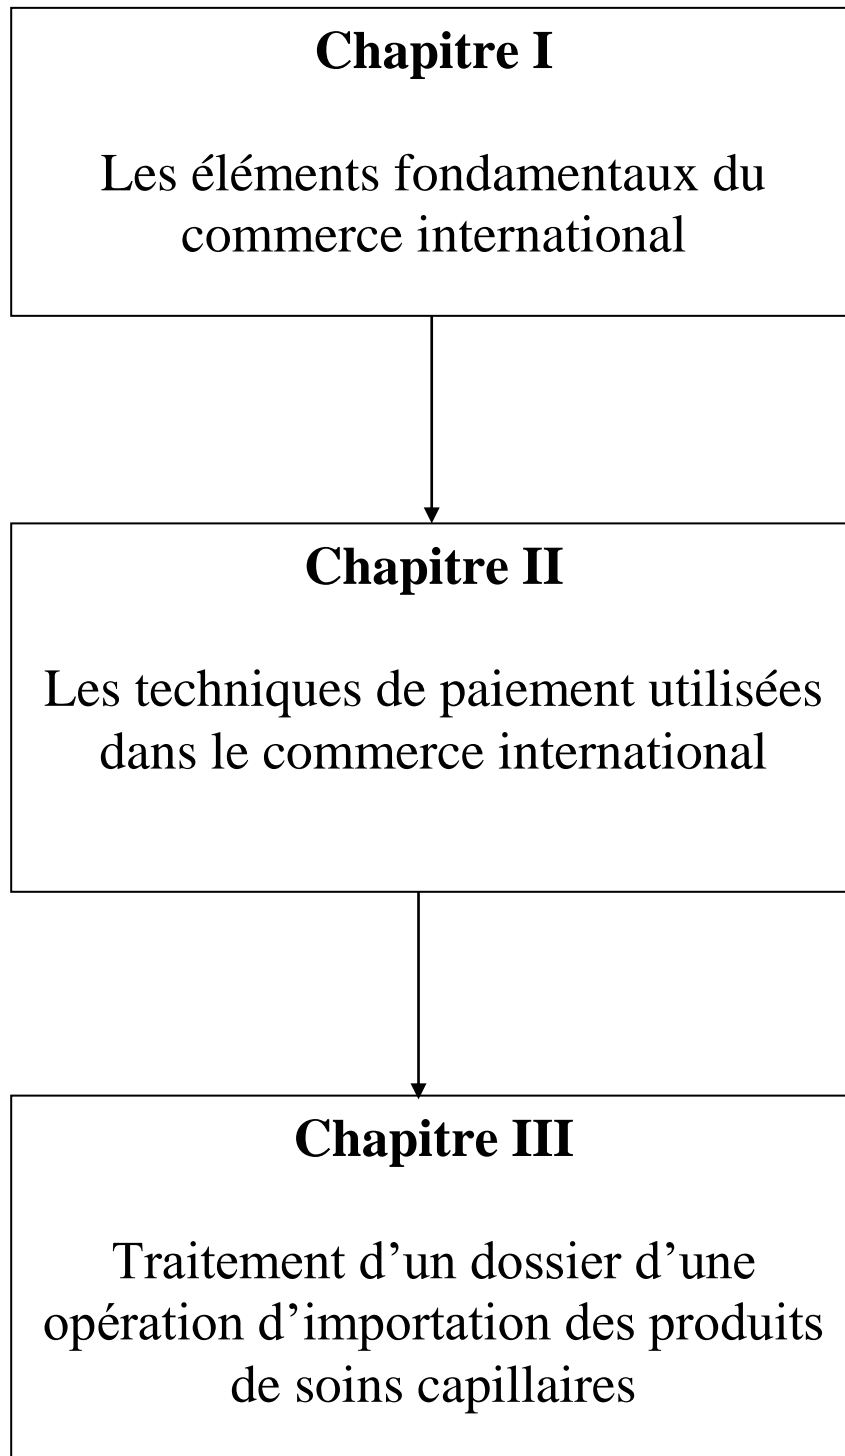 Chapitre I
Les éléments fondamentaux du
commerce international
Chapitre II
Les techniques de paiement utilisées
dans le commerce international
Chapitre III
Traitement d’un dossier d’une
opération d’importation des produits
de soins capillaires